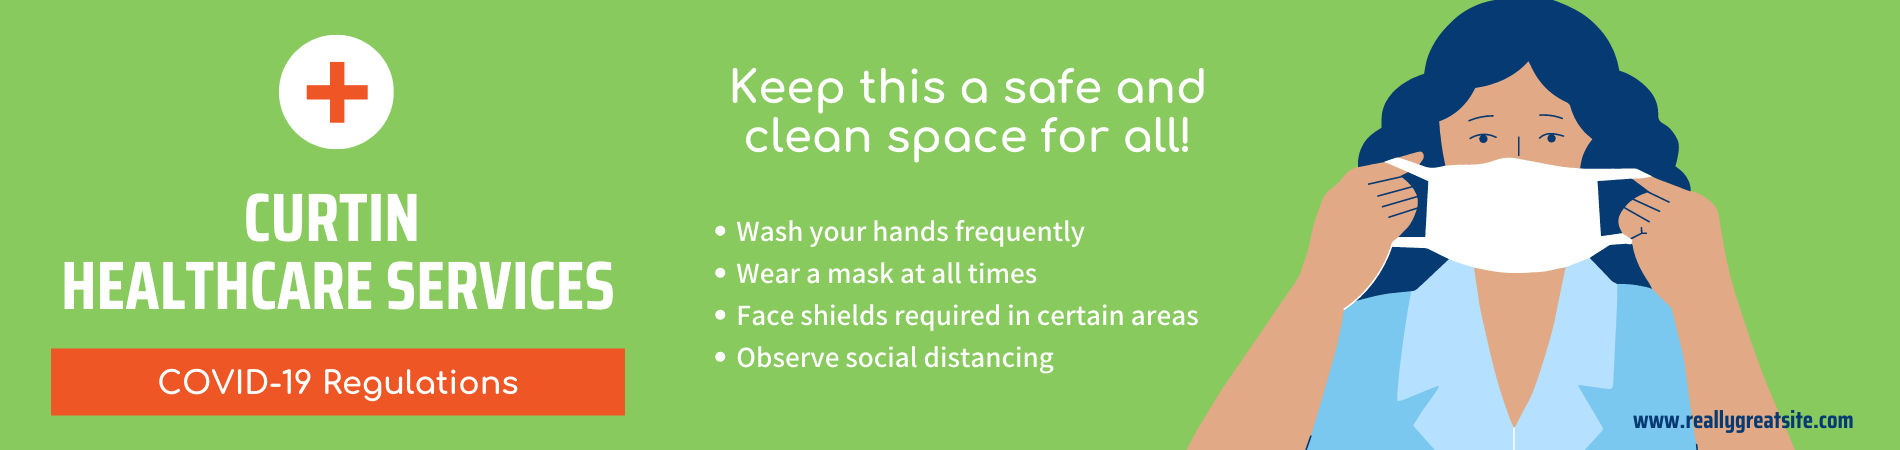 CURTIN
HEALTHCARE SERVICES
COVID-19 Regulations
Keep this a safe and
clean space for all!
• Wash your hands frequently
• Wear a mask at all times
• Face shields required in certain areas
• Observe social distancing
www.reallygreatsite.com